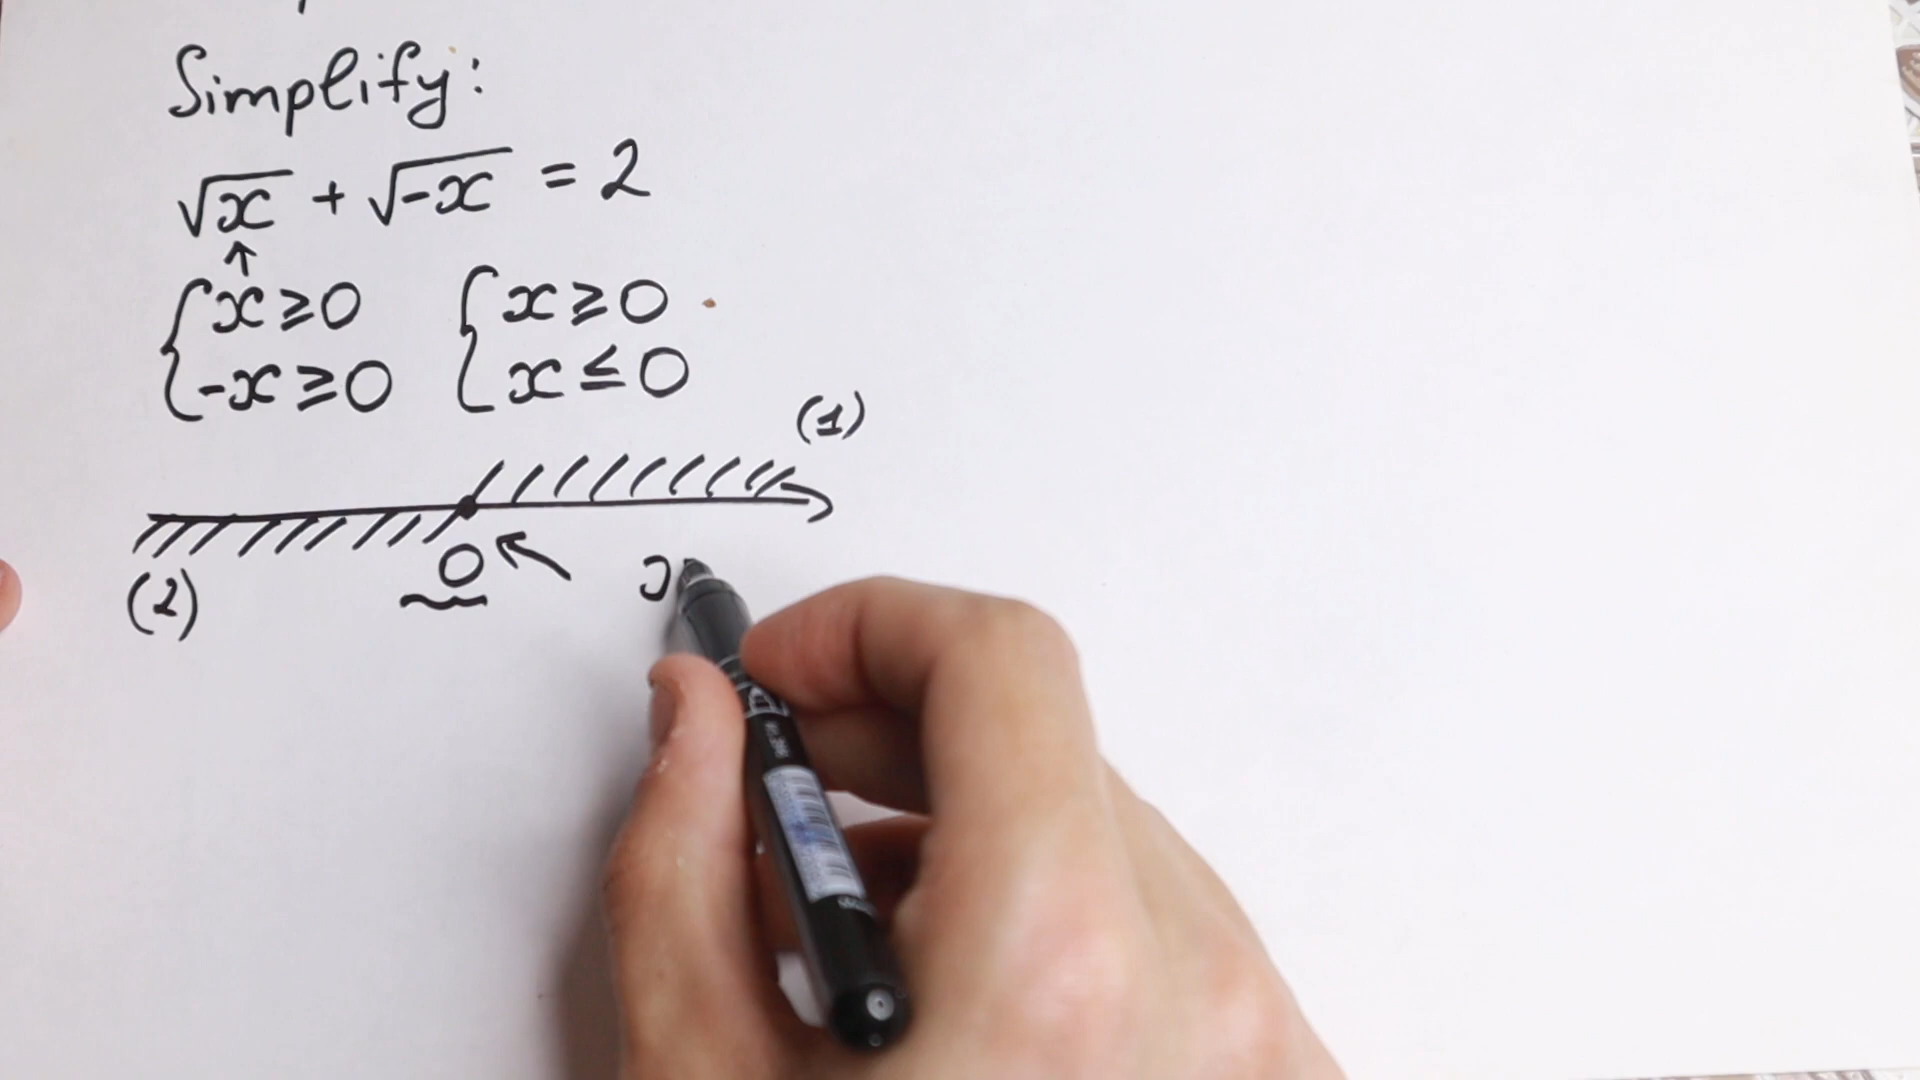 Simplify:
√x + √-x = 2
↑
{ x ≥ 0 { x ≥ 0
{ -x ≥ 0 { x ≤ 0
(1)
0
(2)